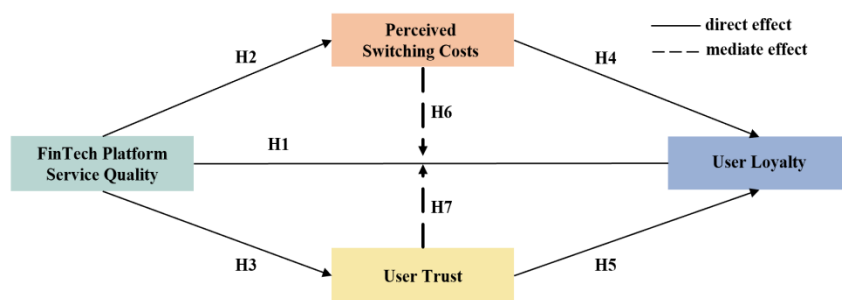 Perceived
Switching Costs
direct effect
mediate effect
H2
H4
H6
FinTech Platform
Service Quality
H1
User Loyalty
H7
H3
User Trust
H5